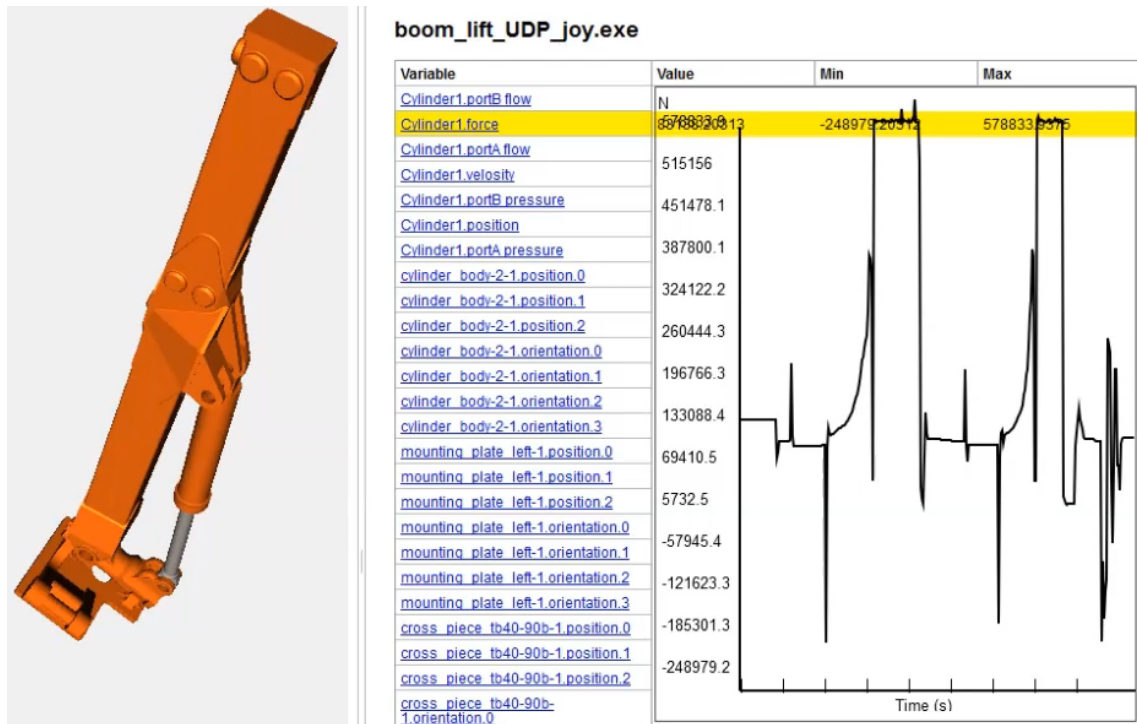 boom_lift_UDP_joy.exe
Variable Value Min Max
Cylinder1.portB flow
Cylinder1.force -248979.20312 578833.9375
Cylinder1.portA flow
Cylinder1.velosity
Cylinder1.portB pressure
Cylinder1.position
Cylinder1.portA pressure
cylinder_body-2-1.position.0
cylinder_body-2-1.position.1
cylinder_body-2-1.position.2
cylinder_body-2-1.orientation.0
cylinder_body-2-1.orientation.1
cylinder_body-2-1.orientation.2
cylinder_body-2-1.orientation.3
mounting_plate_left-1.position.0
mounting_plate_left-1.position.1
mounting_plate_left-1.position.2
mounting_plate_left-1.orientation.0
mounting_plate_left-1.orientation.1
mounting_plate_left-1.orientation.2
mounting_plate_left-1.orientation.3
cross_piece_tb40-90b-1.position.0
cross_piece_tb40-90b-1.position.1
cross_piece_tb40-90b-1.position.2
cross_piece_tb40-90b-
1.orientation.0
N
578833.9
515156
451478.1
387800.1
324122.2
260444.3
196766.3
133088.4
69410.5
5732.5
-57945.4
-121623.3
-185301.3
-248979.2
Time (s)